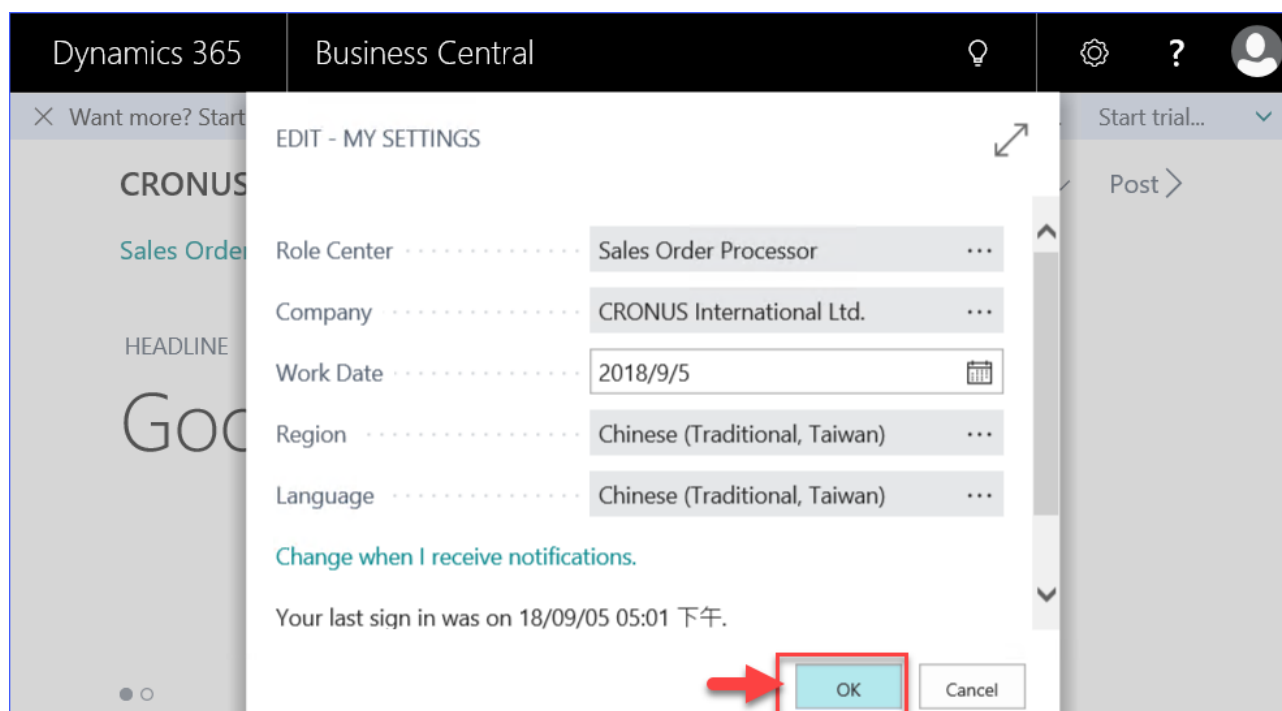 Dynamics 365 Business Central ?
Want more? Start Start trial...
EDIT - MY SETTINGS
CRONUS Post
Sales Order
Role Center Sales Order Processor ...
Company CRONUS International Ltd. ...
HEADLINE
Work Date 2018/9/5
Goo
Region Chinese (Traditional, Taiwan) ...
Language Chinese (Traditional, Taiwan) ...
Change when I receive notifications.
Your last sign in was on 18/09/05 05:01 下午.
OK Cancel